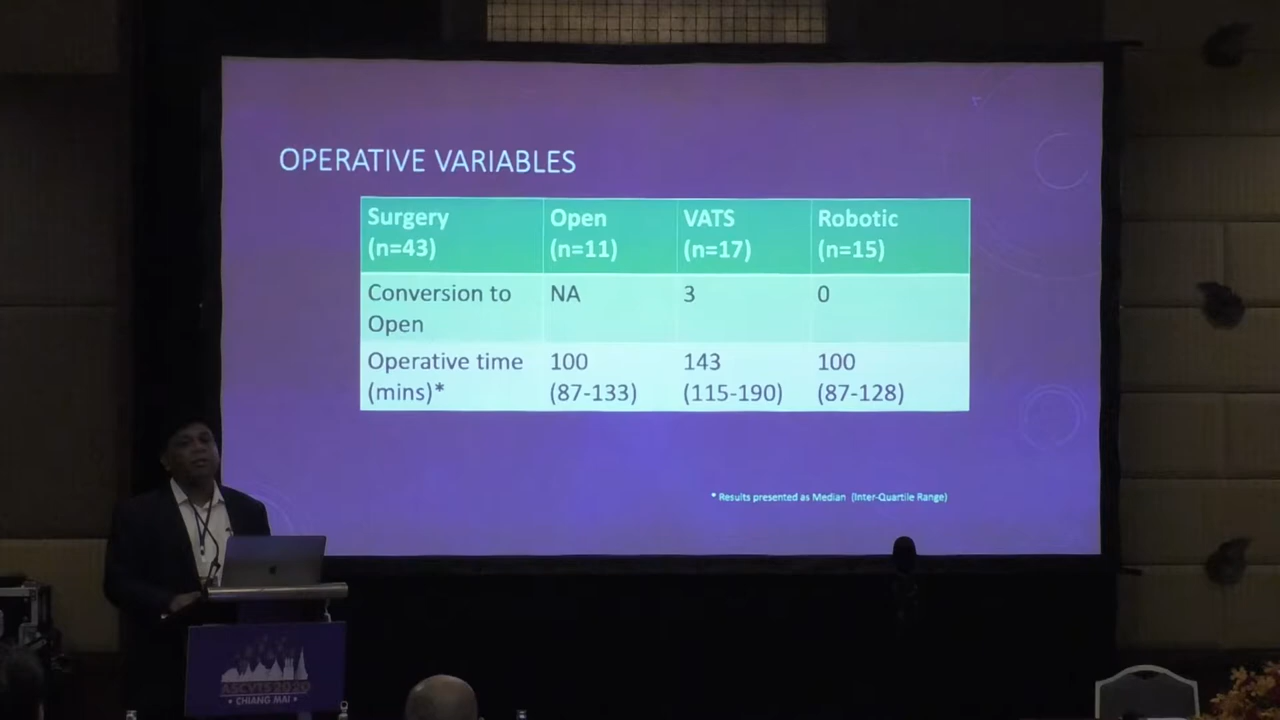 OPERATIVE VARIABLES
Surgery (n=43) Open (n=11) VATS (n=17) Robotic (n=15)
Conversion to Open NA 3 0
Operative time (mins)* 100 (87-133) 143 (115-190) 100 (87-128)
* Results presented as Median (Inter-Quartile Range)
ASCVTS 2020
• CHIANG MAI •